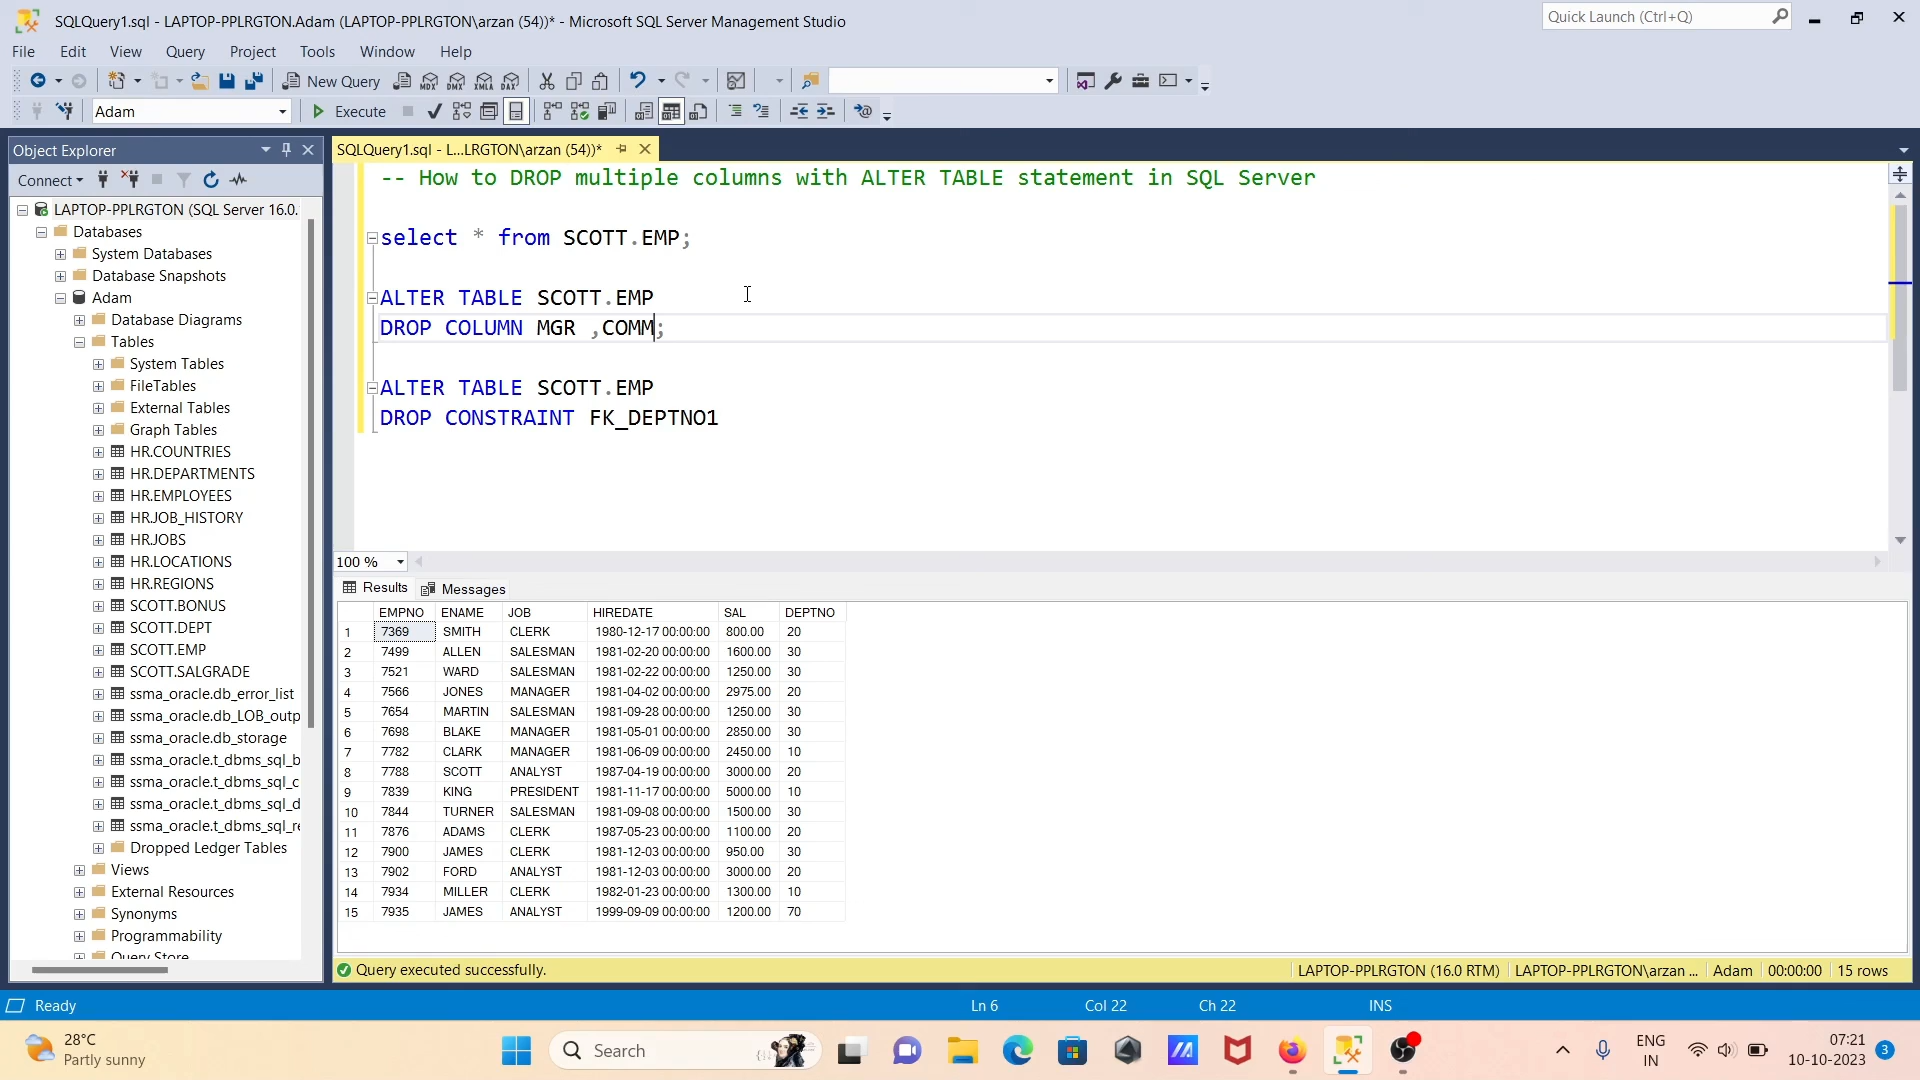 SQLQuery1.sql - LAPTOP-PPLRGTON.Adam (LAPTOP-PPLRGTON\arzan (54))* - Microsoft SQL Server Management Studio
Quick Launch (Ctrl+Q)
File Edit View Query Project Tools Window Help
New Query MDX DMX XMLA DAX
Adam Execute
Object Explorer
SQLQuery1.sql - L...LRGTON\arzan (54))*
Connect
LAPTOP-PPLRGTON (SQL Server 16.0.
Databases
System Databases
Database Snapshots
Adam
Database Diagrams
Tables
System Tables
FileTables
External Tables
Graph Tables
HR.COUNTRIES
HR.DEPARTMENTS
HR.EMPLOYEES
HR.JOB_HISTORY
HR.JOBS
HR.LOCATIONS
HR.REGIONS
SCOTT.BONUS
SCOTT.DEPT
SCOTT.EMP
SCOTT.SALGRADE
ssma_oracle.db_error_list
ssma_oracle.db_LOB_outp
ssma_oracle.db_storage
ssma_oracle.t_dbms_sql_b
ssma_oracle.t_dbms_sql_c
ssma_oracle.t_dbms_sql_d
ssma_oracle.t_dbms_sql_re
Dropped Ledger Tables
Views
External Resources
Synonyms
Programmability
Query Store
-- How to DROP multiple columns with ALTER TABLE statement in SQL Server
select * from SCOTT.EMP;
ALTER TABLE SCOTT.EMP
DROP COLUMN MGR ,COMM;
ALTER TABLE SCOTT.EMP
DROP CONSTRAINT FK_DEPTNO1
100 %
Results Messages
EMPNO ENAME JOB HIREDATE SAL DEPTNO
1 7369 SMITH CLERK 1980-12-17 00:00:00 800.00 20
2 7499 ALLEN SALESMAN 1981-02-20 00:00:00 1600.00 30
3 7521 WARD SALESMAN 1981-02-22 00:00:00 1250.00 30
4 7566 JONES MANAGER 1981-04-02 00:00:00 2975.00 20
5 7654 MARTIN SALESMAN 1981-09-28 00:00:00 1250.00 30
6 7698 BLAKE MANAGER 1981-05-01 00:00:00 2850.00 30
7 7782 CLARK MANAGER 1981-06-09 00:00:00 2450.00 10
8 7788 SCOTT ANALYST 1987-04-19 00:00:00 3000.00 20
9 7839 KING PRESIDENT 1981-11-17 00:00:00 5000.00 10
10 7844 TURNER SALESMAN 1981-09-08 00:00:00 1500.00 30
11 7876 ADAMS CLERK 1987-05-23 00:00:00 1100.00 20
12 7900 JAMES CLERK 1981-12-03 00:00:00 950.00 30
13 7902 FORD ANALYST 1981-12-03 00:00:00 3000.00 20
14 7934 MILLER CLERK 1982-01-23 00:00:00 1300.00 10
15 7935 JAMES ANALYST 1999-09-09 00:00:00 1200.00 70
Query executed successfully. LAPTOP-PPLRGTON (16.0 RTM) LAPTOP-PPLRGTON\arzan ... Adam 00:00:00 15 rows
Ready Ln 6 Col 22 Ch 22 INS
28°C
Partly sunny
Search
ENG
IN
07:21
10-10-2023
3